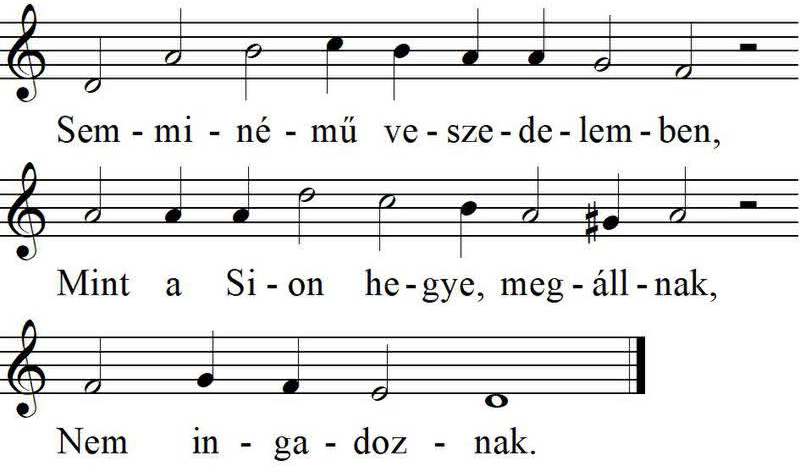 Sem - mi - né - mű ve - sze - de - lem - ben,
Mint a Si - on he - gye, meg - áll - nak,
Nem in - ga - doz - nak.